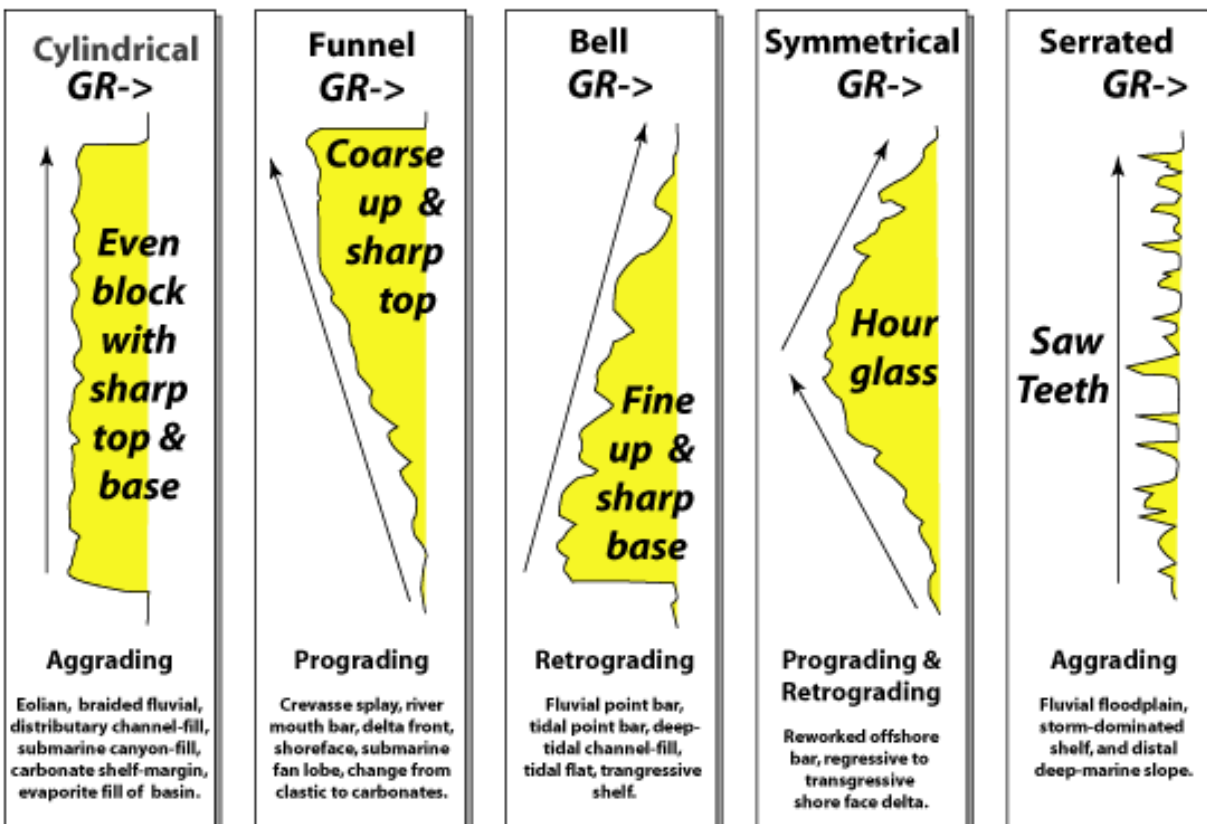 Cylindrical
GR->
Even
block
with
sharp
top &
base
Aggrading
Eolian, braided fluvial,
distributary channel-fill,
submarine canyon-fill,
carbonate shelf-margin,
evaporite fill of basin.
Funnel
GR->
Coarse
up &
sharp
top
Prograding
Crevasse splay, river
mouth bar, delta front,
shoreface, submarine
fan lobe, change from
clastic to carbonates.
Bell
GR->
Fine
up &
sharp
base
Retrograding
Fluvial point bar,
tidal point bar, deep-
tidal channel-fill,
tidal flat, trangressive
shelf.
Symmetrical
GR->
Hour
glass
Prograding &
Retrograding
Reworked offshore
bar, regressive to
transgressive
shore face delta.
Serrated
GR->
Saw
Teeth
Aggrading
Fluvial floodplain,
storm-dominated
shelf, and distal
deep-marine slope.